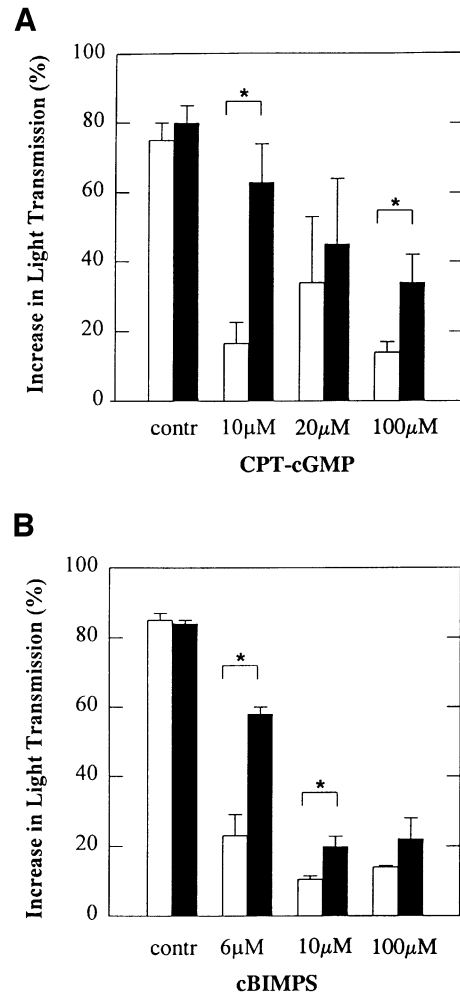 A
Increase in Light Transmission (%)
100
80
60
40
20
0
*
*
contr 10μM 20μM 100μM
CPT-cGMP
B
Increase in Light Transmission (%)
100
80
60
40
20
0
*
*
contr 6μM 10μM 100μM
cBIMPS